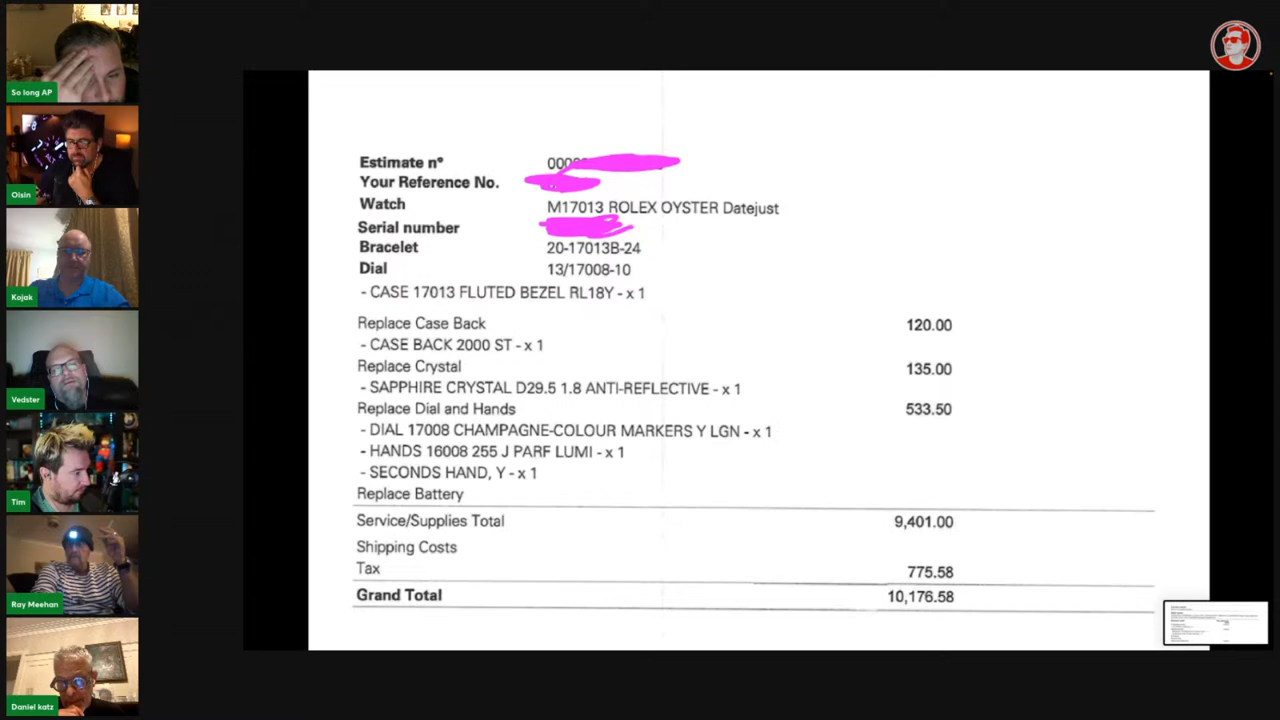 So long AP
Oisin
Kojak
Vedster
Tim
Ray Meehan
Daniel katz
Estimate n° 0000
Your Reference No.
Watch M17013 ROLEX OYSTER Datejust
Serial number
Bracelet 20-17013B-24
Dial 13/17008-10
- CASE 17013 FLUTED BEZEL RL18Y - x 1
Replace Case Back 120.00
- CASE BACK 2000 ST - x 1
Replace Crystal 135.00
- SAPPHIRE CRYSTAL D29.5 1.8 ANTI-REFLECTIVE - x 1
Replace Dial and Hands 533.50
- DIAL 17008 CHAMPAGNE-COLOUR MARKERS Y LGN - x 1
- HANDS 16008 255 J PARF LUMI - x 1
- SECONDS HAND, Y - x 1
Replace Battery
Service/Supplies Total 9,401.00
Shipping Costs
Tax 775.58
Grand Total 10,176.58